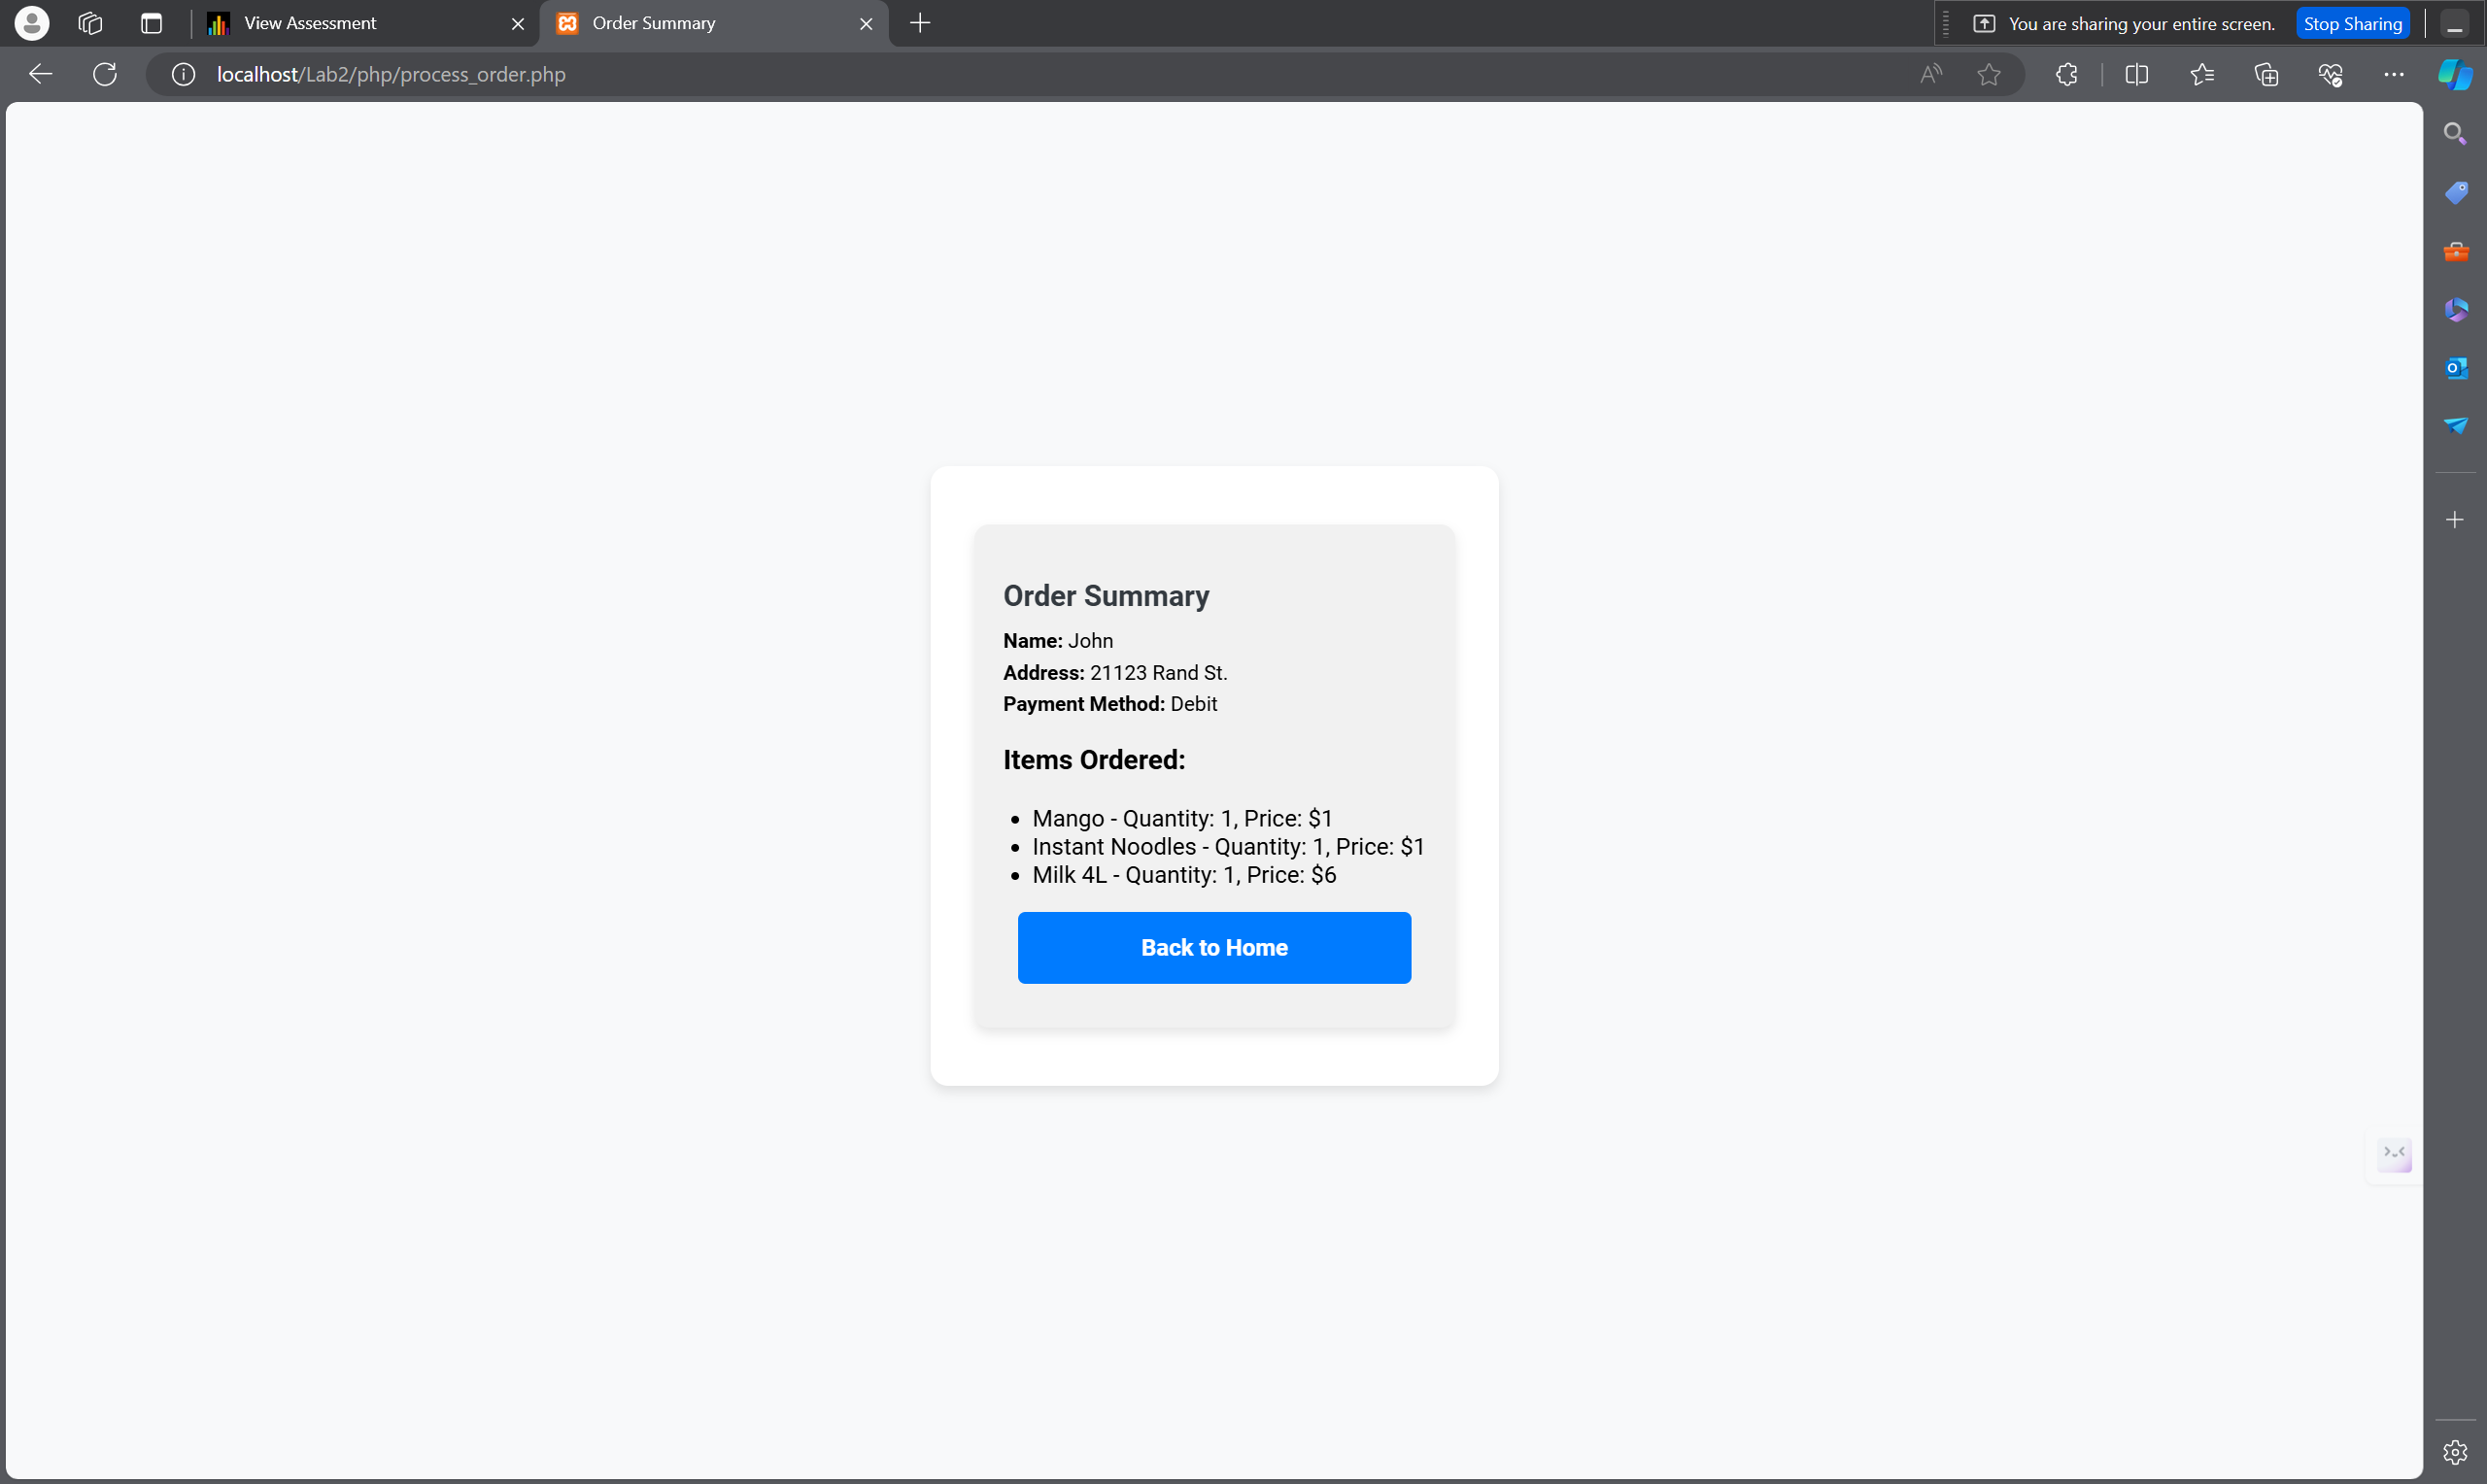 View Assessment
Order Summary
You are sharing your entire screen.
Stop Sharing
localhost/Lab2/php/process_order.php
Order Summary
Name: John
Address: 21123 Rand St.
Payment Method: Debit
Items Ordered:
• Mango - Quantity: 1, Price: $1
• Instant Noodles - Quantity: 1, Price: $1
• Milk 4L - Quantity: 1, Price: $6
Back to Home